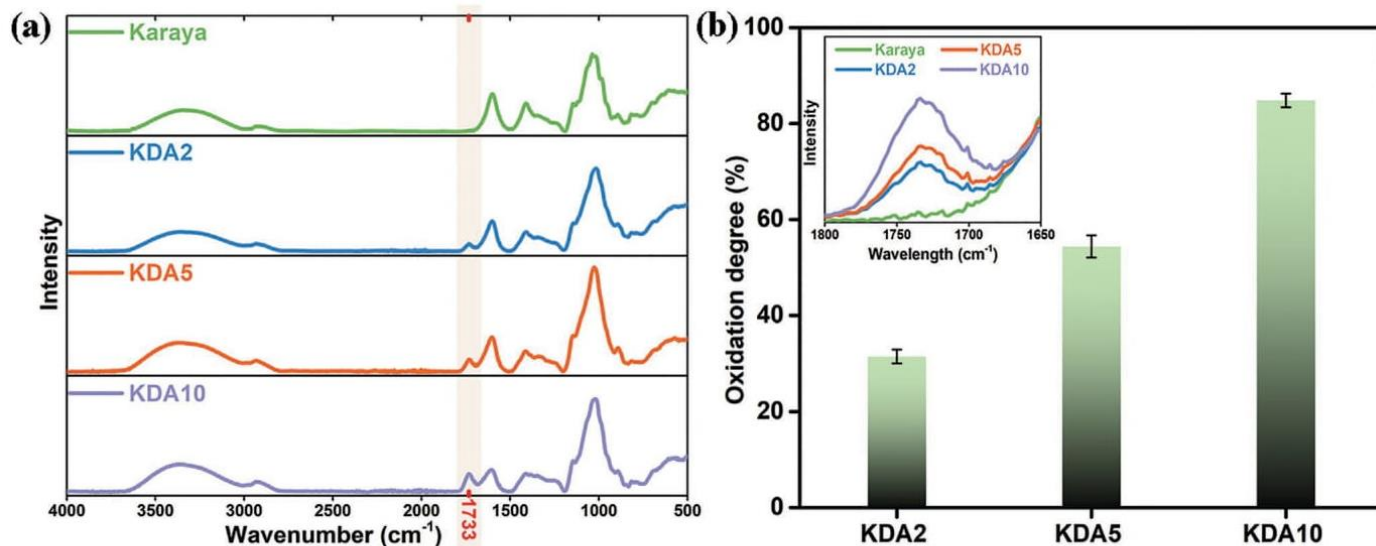 (a)
Karaya
KDA2
KDA5
KDA10
Intensity
4000 3500 3000 2500 2000 1733 1500 1000 500
Wavenumber (cm⁻¹)
(b)
100
80
60
40
20
0
Oxidation degree (%)
Karaya KDA5
KDA2 KDA10
Intensity
1800 1750 1700 1650
Wavelength (cm⁻¹)
KDA2 KDA5 KDA10